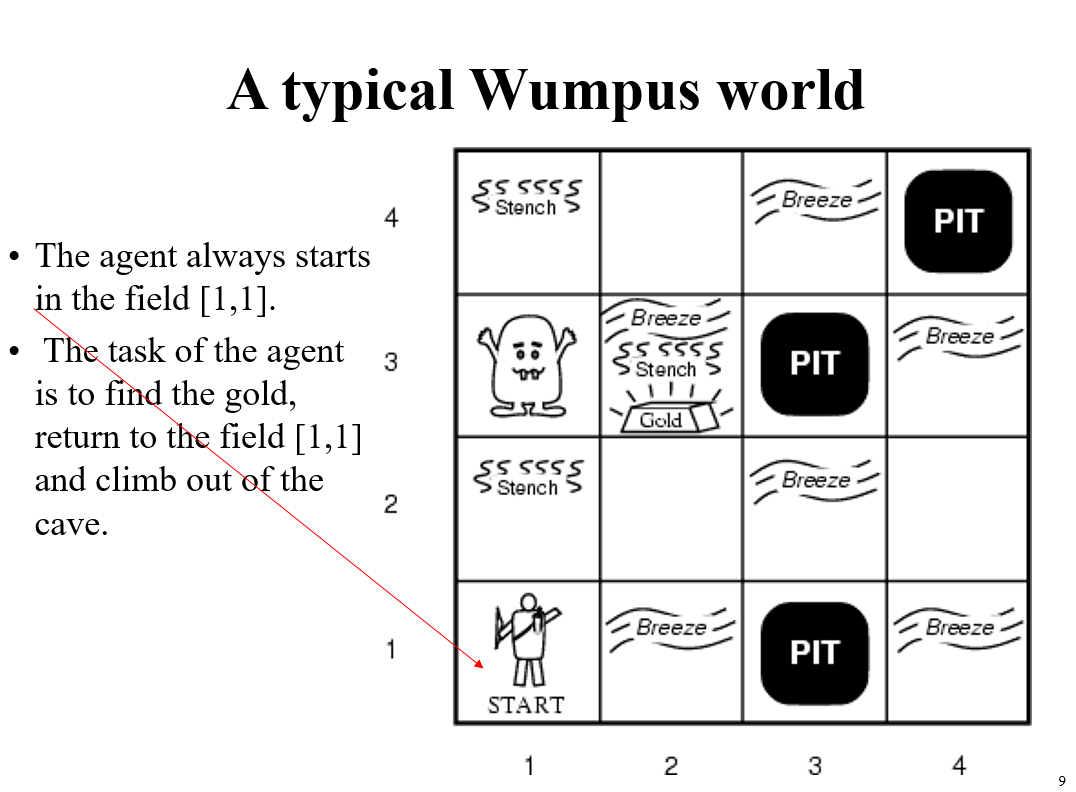 A typical Wumpus world
• The agent always starts
in the field [1,1].
• The task of the agent
is to find the gold,
return to the field [1,1]
and climb out of the
cave.
4
Stench
Breeze
PIT
3
Breeze
Stench
Gold
PIT
Breeze
2
Stench
Breeze
1
START
Breeze
PIT
Breeze
1 2 3 4
9